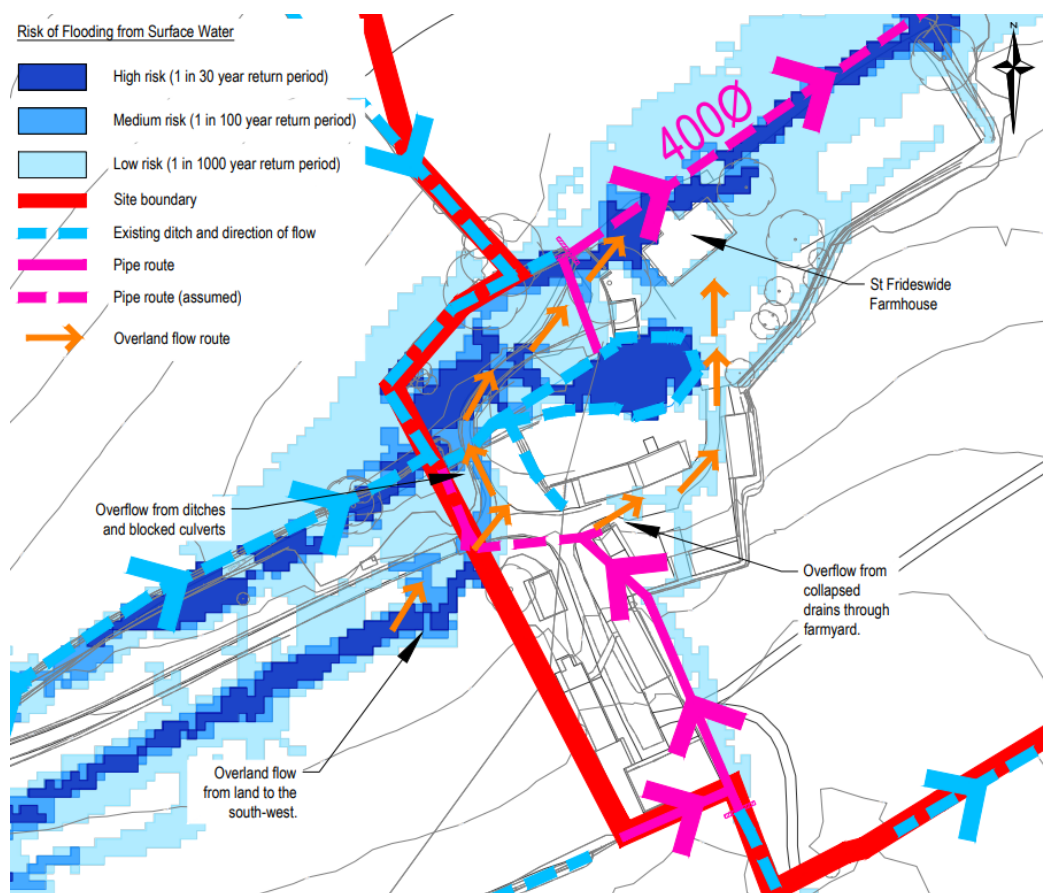 Risk of Flooding from Surface Water
High risk (1 in 30 year return period)
Medium risk (1 in 100 year return period)
Low risk (1 in 1000 year return period)
Site boundary
Existing ditch and direction of flow
Pipe route
Pipe route (assumed)
Overland flow route
N
400Ø
St Frideswide
Farmhouse
Overflow from ditches
and blocked culverts
Overflow from
collapsed
drains through
farmyard.
Overland flow
from land to the
south-west.